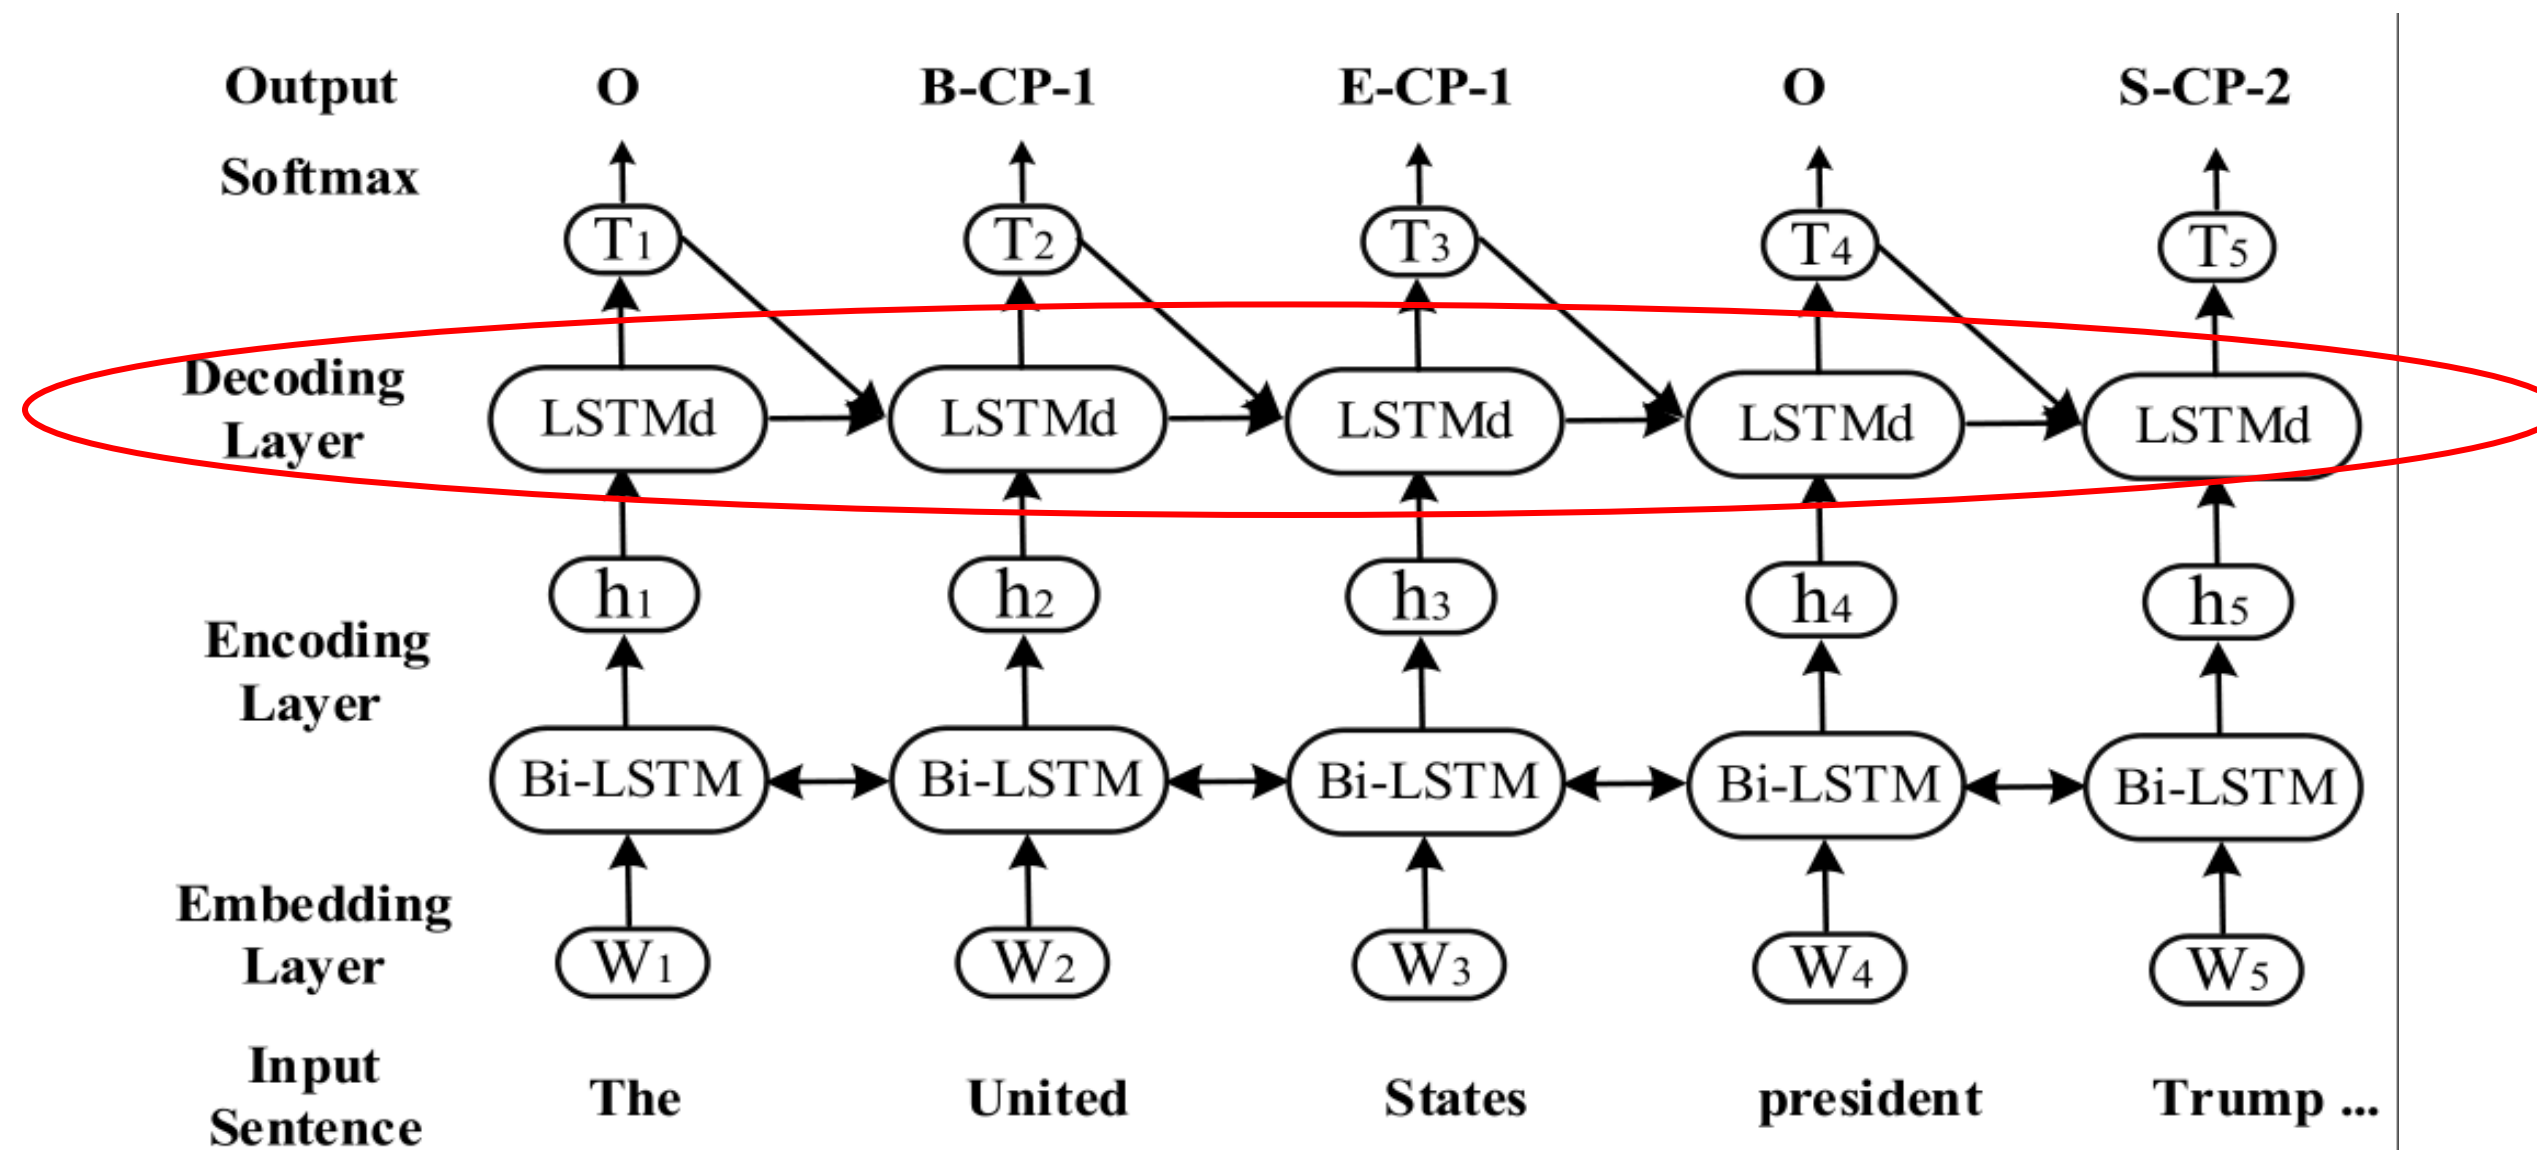 Output O B-CP-1 E-CP-1 O S-CP-2
Softmax
T1 T2 T3 T4 T5
Decoding
Layer
LSTMd LSTMd LSTMd LSTMd LSTMd
h1 h2 h3 h4 h5
Encoding
Layer
Bi-LSTM Bi-LSTM Bi-LSTM Bi-LSTM Bi-LSTM
Embedding
Layer
W1 W2 W3 W4 W5
Input
Sentence
The United States president Trump ...